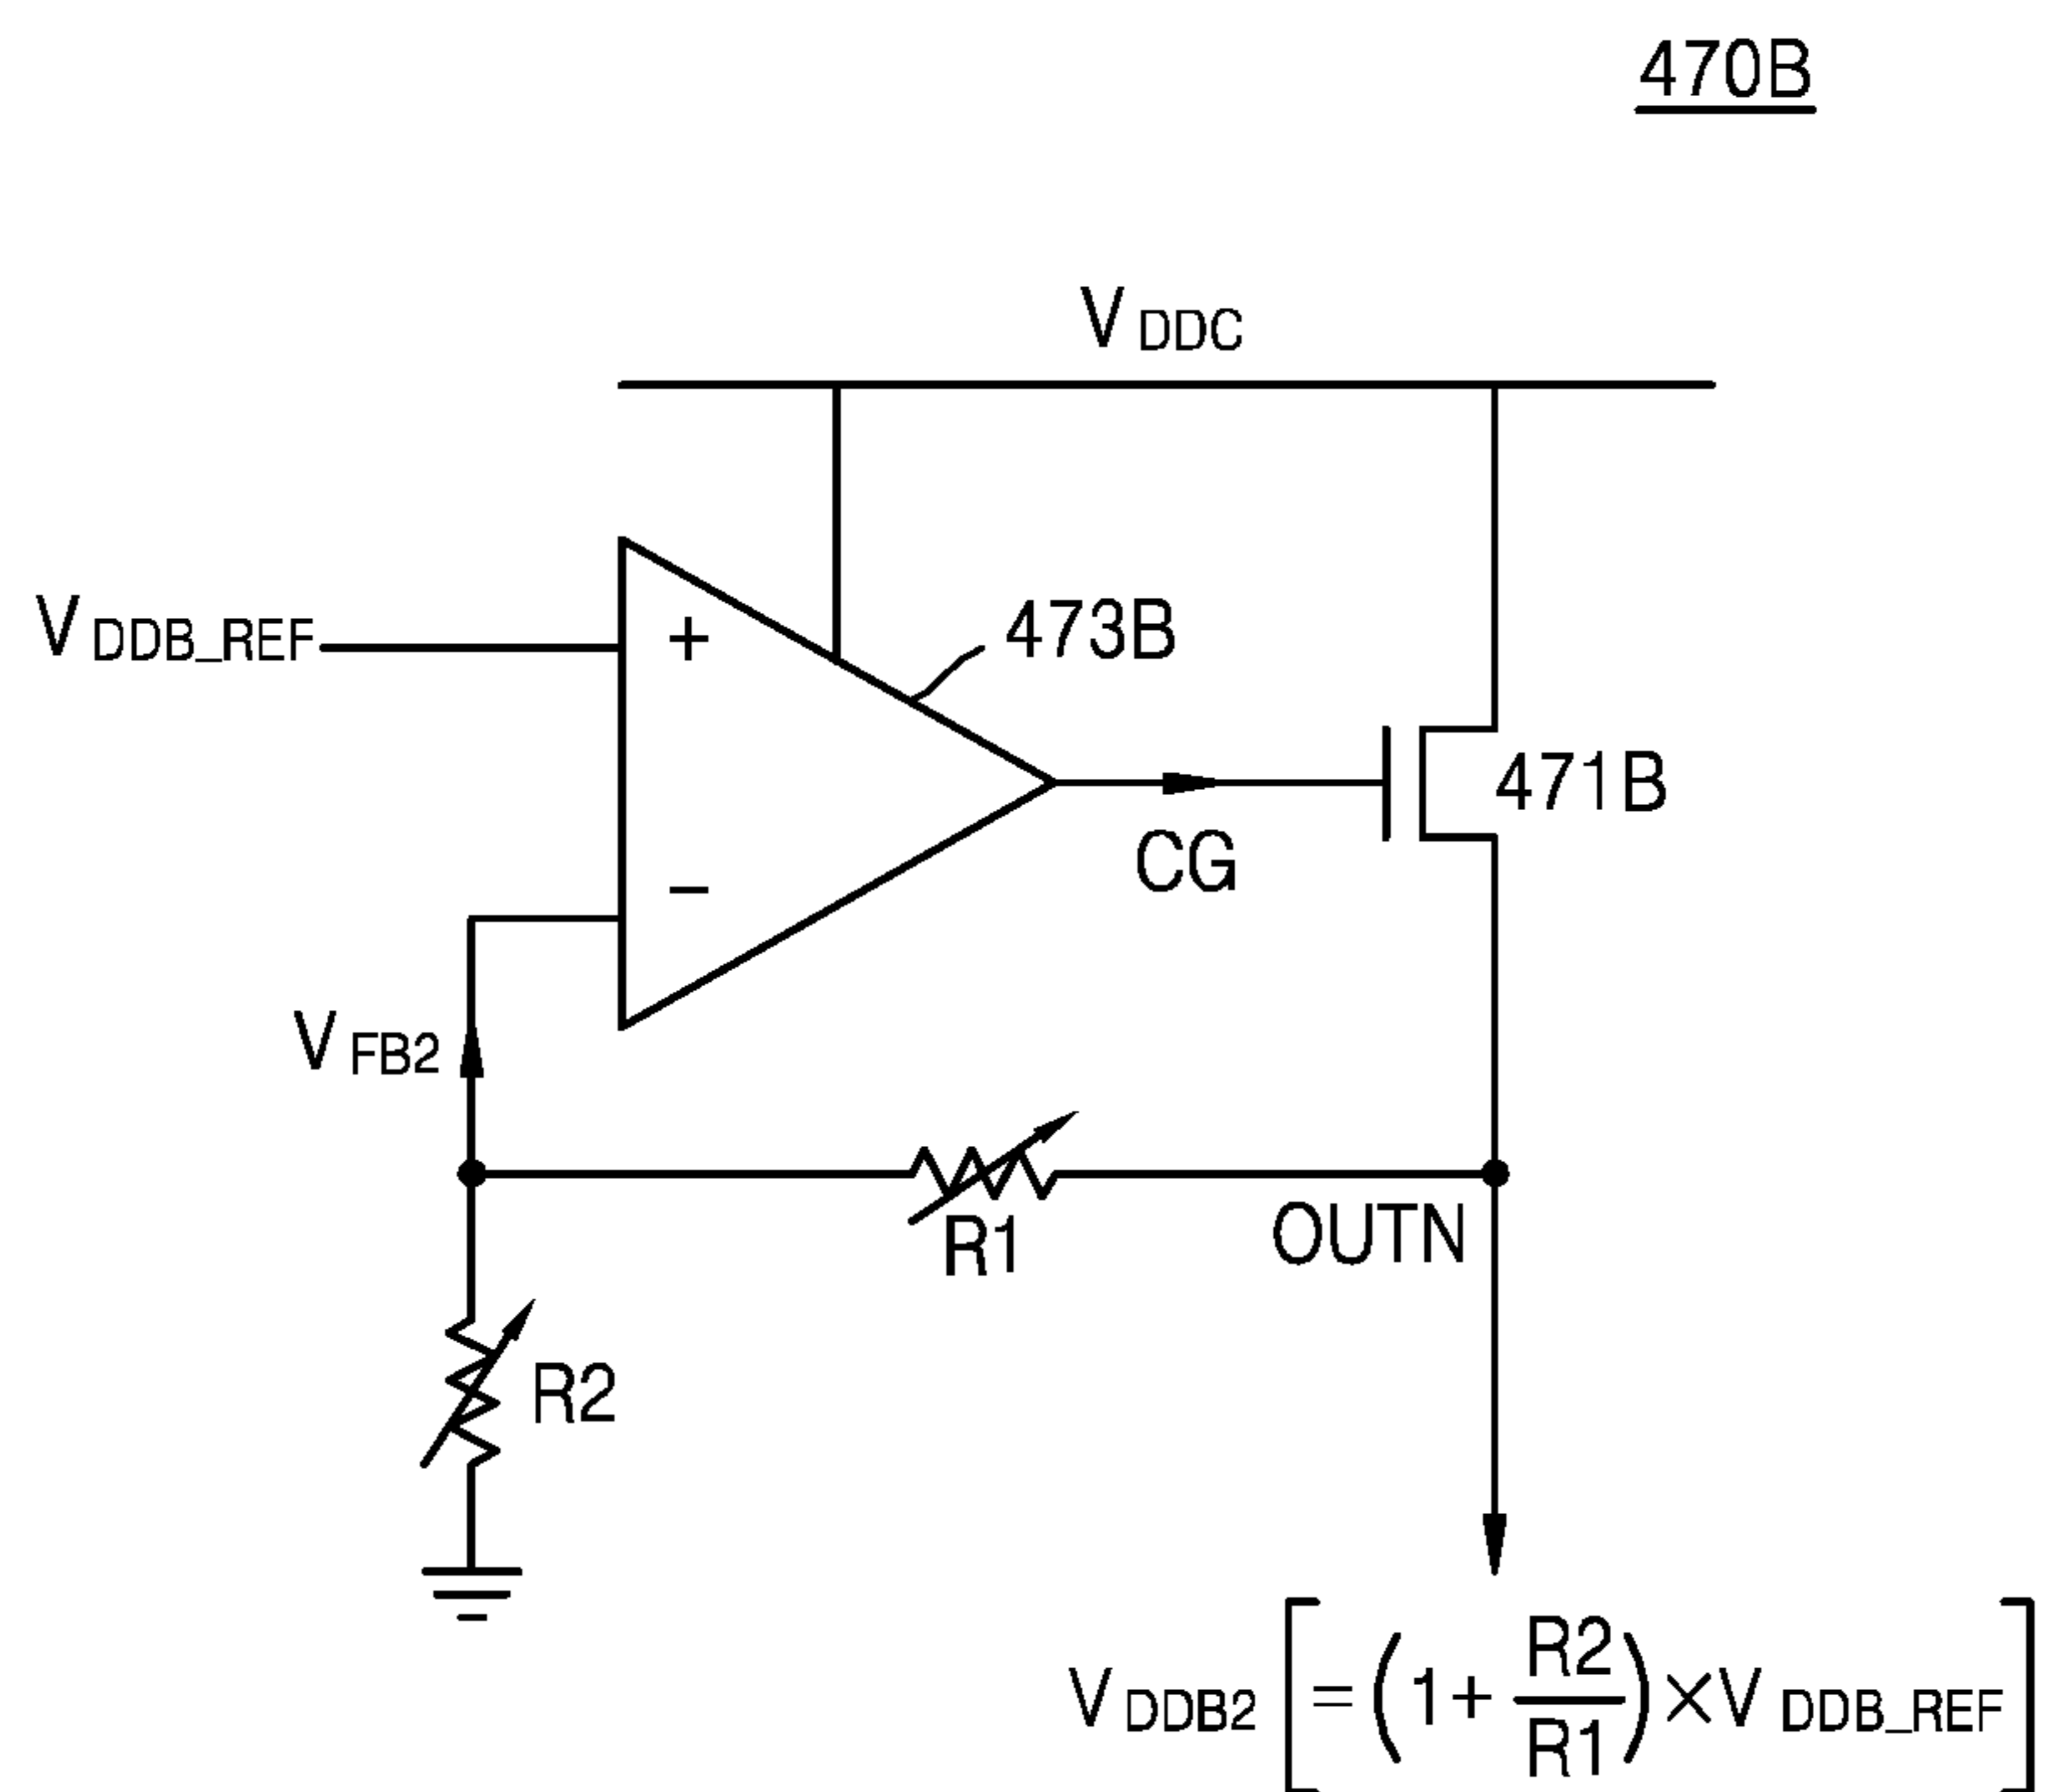 470B
VDDC
VDDB_REF
+
473B
471B
CG
−
VFB2
R1
OUTN
R2
VDDB2 [= (1+ R2/R1) ×VDDB_REF]